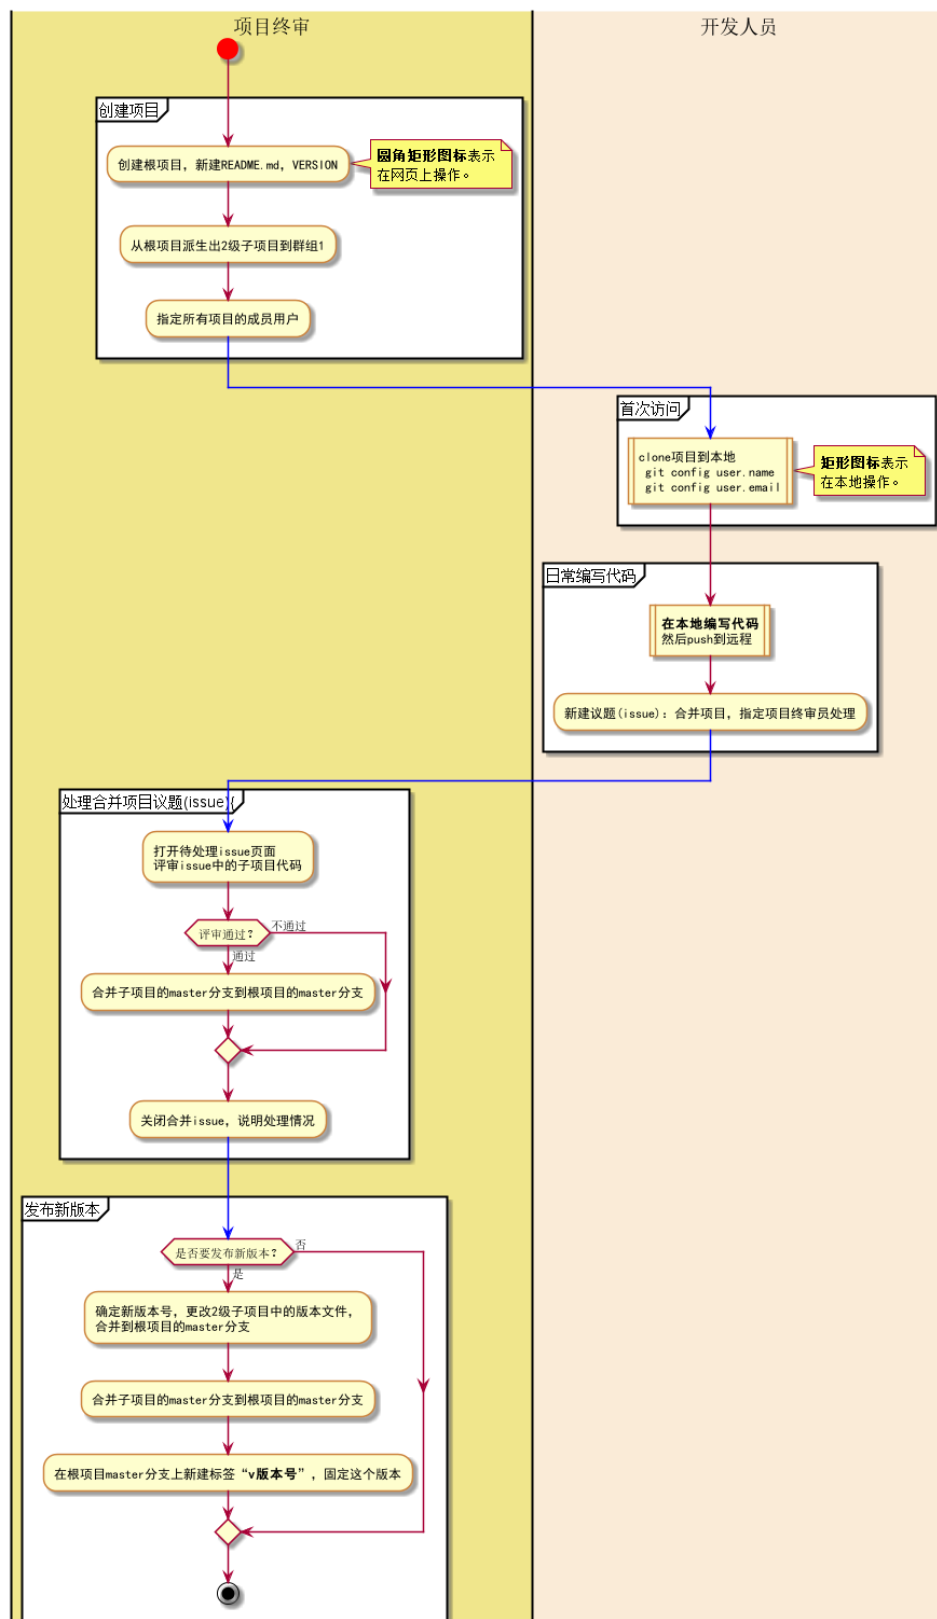 项目终审
开发人员
创建项目
创建根项目，新建README.md，VERSION
圆角矩形图标表示
在网页上操作。
从根项目派生出2级子项目到群组1
指定所有项目的成员用户
首次访问
clone项目到本地
git config user.name
git config user.email
矩形图标表示
在本地操作。
日常编写代码
在本地编写代码
然后push到远程
新建议题(issue)：合并项目，指定项目终审员处理
处理合并项目议题(issue){
打开待处理issue页面
评审issue中的子项目代码
评审通过?
不通过
通过
合并子项目的master分支到根项目的master分支
关闭合并issue，说明处理情况
发布新版本
是否要发布新版本?
否
是
确定新版本号，更改2级子项目中的版本文件，
合并到根项目的master分支
合并子项目的master分支到根项目的master分支
在根项目master分支上新建标签“v版本号”，固定这个版本